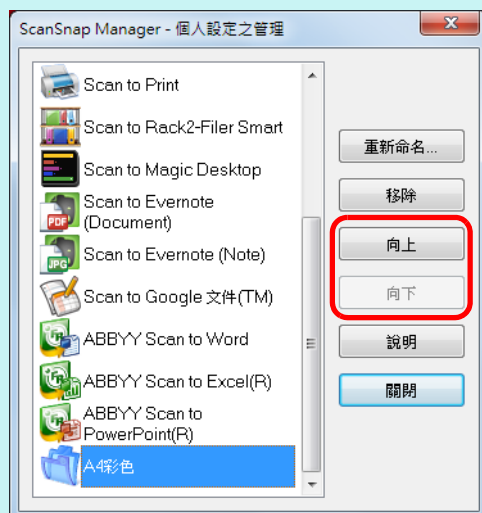 ScanSnap Manager - 個人設定之管理
Scan to Print
Scan to Rack2-Filer Smart
Scan to Magic Desktop
Scan to Evernote
(Document)
Scan to Evernote (Note)
Scan to Google 文件(TM)
ABBYY Scan to Word
ABBYY Scan to Excel(R)
ABBYY Scan to
PowerPoint(R)
A4彩色
PDF
JPG
重新命名...
移除
向上
向下
說明
關閉